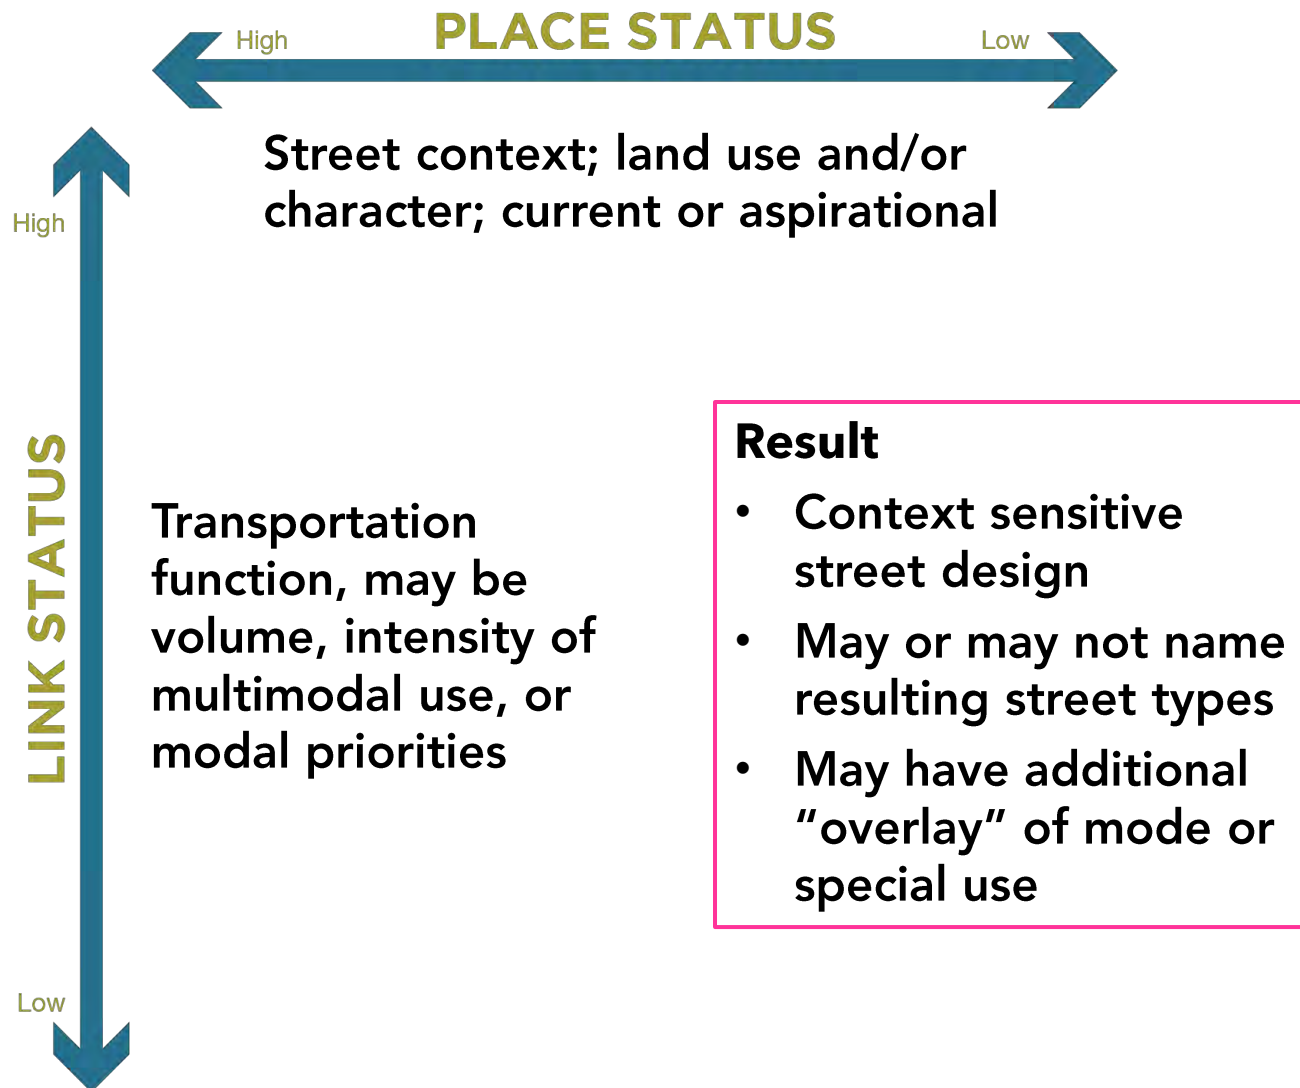 PLACE STATUS
High
Low
Street context; land use and/or
character; current or aspirational
High
LINK STATUS
Low
Transportation
function, may be
volume, intensity of
multimodal use, or
modal priorities
Result
• Context sensitive
street design
• May or may not name
resulting street types
• May have additional
“overlay” of mode or
special use